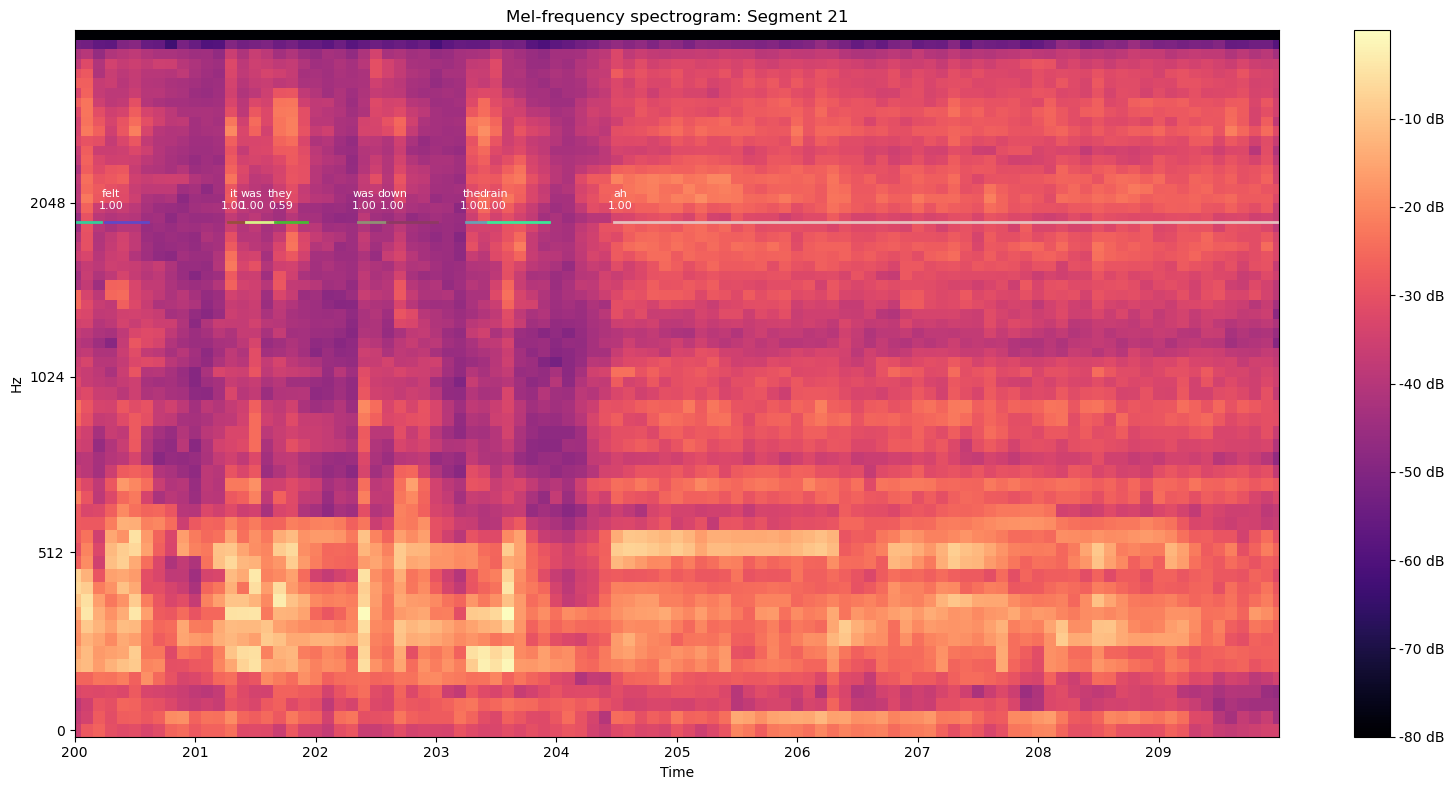 Mel-frequency spectrogram: Segment 21
felt it was they was down the drain ah
1.00 1.00 1.00 0.59 1.00 1.00 1.00 1.00 1.00
2048
1024
512
0
Hz
200 201 202 203 204 205 206 207 208 209
Time
-10 dB
-20 dB
-30 dB
-40 dB
-50 dB
-60 dB
-70 dB
-80 dB